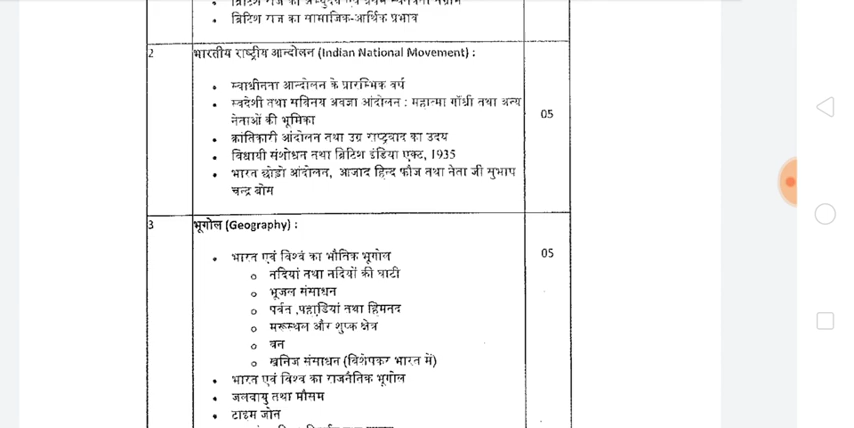 ब्रिटिश राज का सामाजिक-आर्थिक प्रभाव
2 भारतीय राष्ट्रीय आन्दोलन (Indian National Movement) :
स्वाधीनता आन्दोलन के प्रारम्भिक वर्ष
स्वदेशी तथा सविनय अवज्ञा आंदोलन : महात्मा गाँधी तथा अन्य
नेताओं की भूमिका
05
क्रांतिकारी आंदोलन तथा उग्र राष्ट्रवाद का उदय
विधायी संशोधन तथा ब्रिटिश इंडिया एक्ट, 1935
भारत छोड़ो आंदोलन, आजाद हिन्द फौज तथा नेता जी सुभाष
चन्द्र बोस
3 भूगोल (Geography) :
भारत एवं विश्व का भौतिक भूगोल 05
नदियां तथा नदियों की घाटी
भूजल संसाधन
पर्वत ,पहाड़ियां तथा हिमनद
मरूस्थल और शुष्क क्षेत्र
वन
खनिज संसाधन (विशेषकर भारत में)
भारत एवं विश्व का राजनैतिक भूगोल
जलवायु तथा मौसम
टाइम जोन